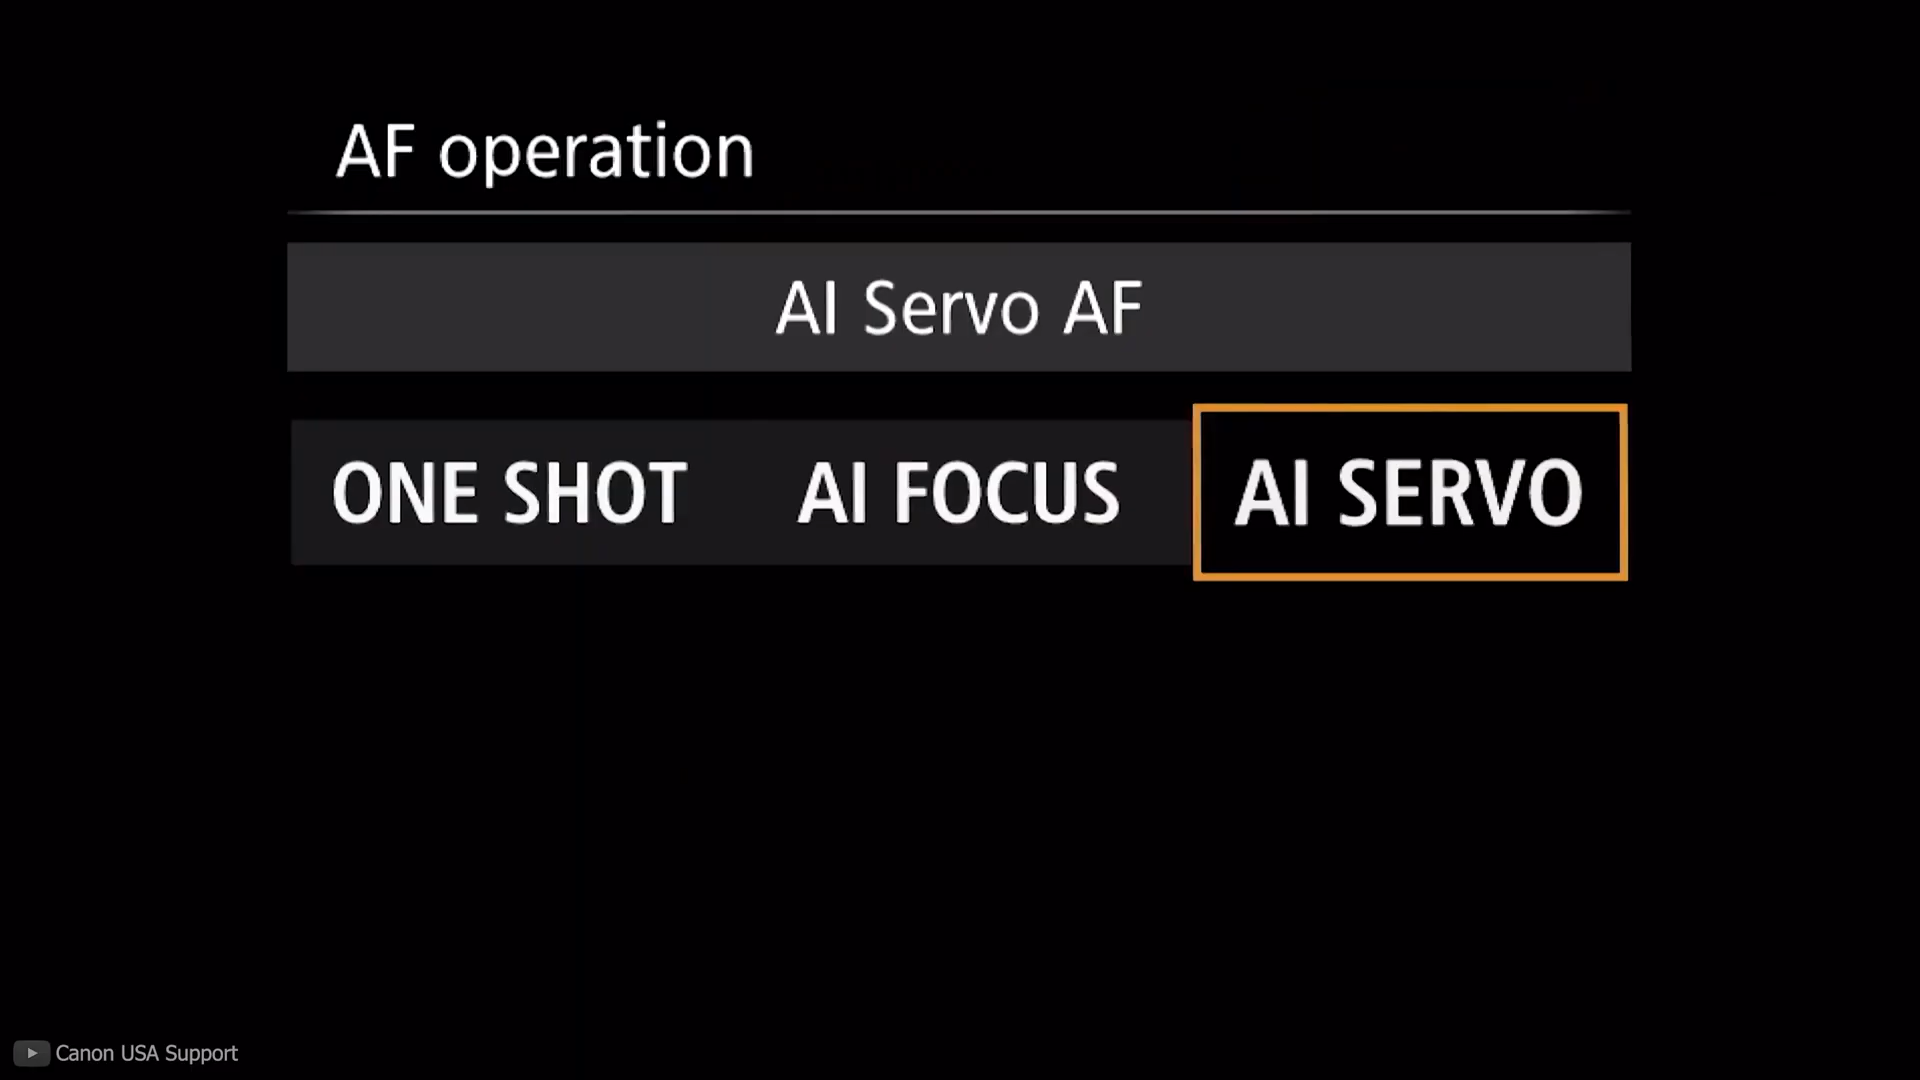 AF operation
AI Servo AF
ONE SHOT AI FOCUS AI SERVO
Canon USA Support